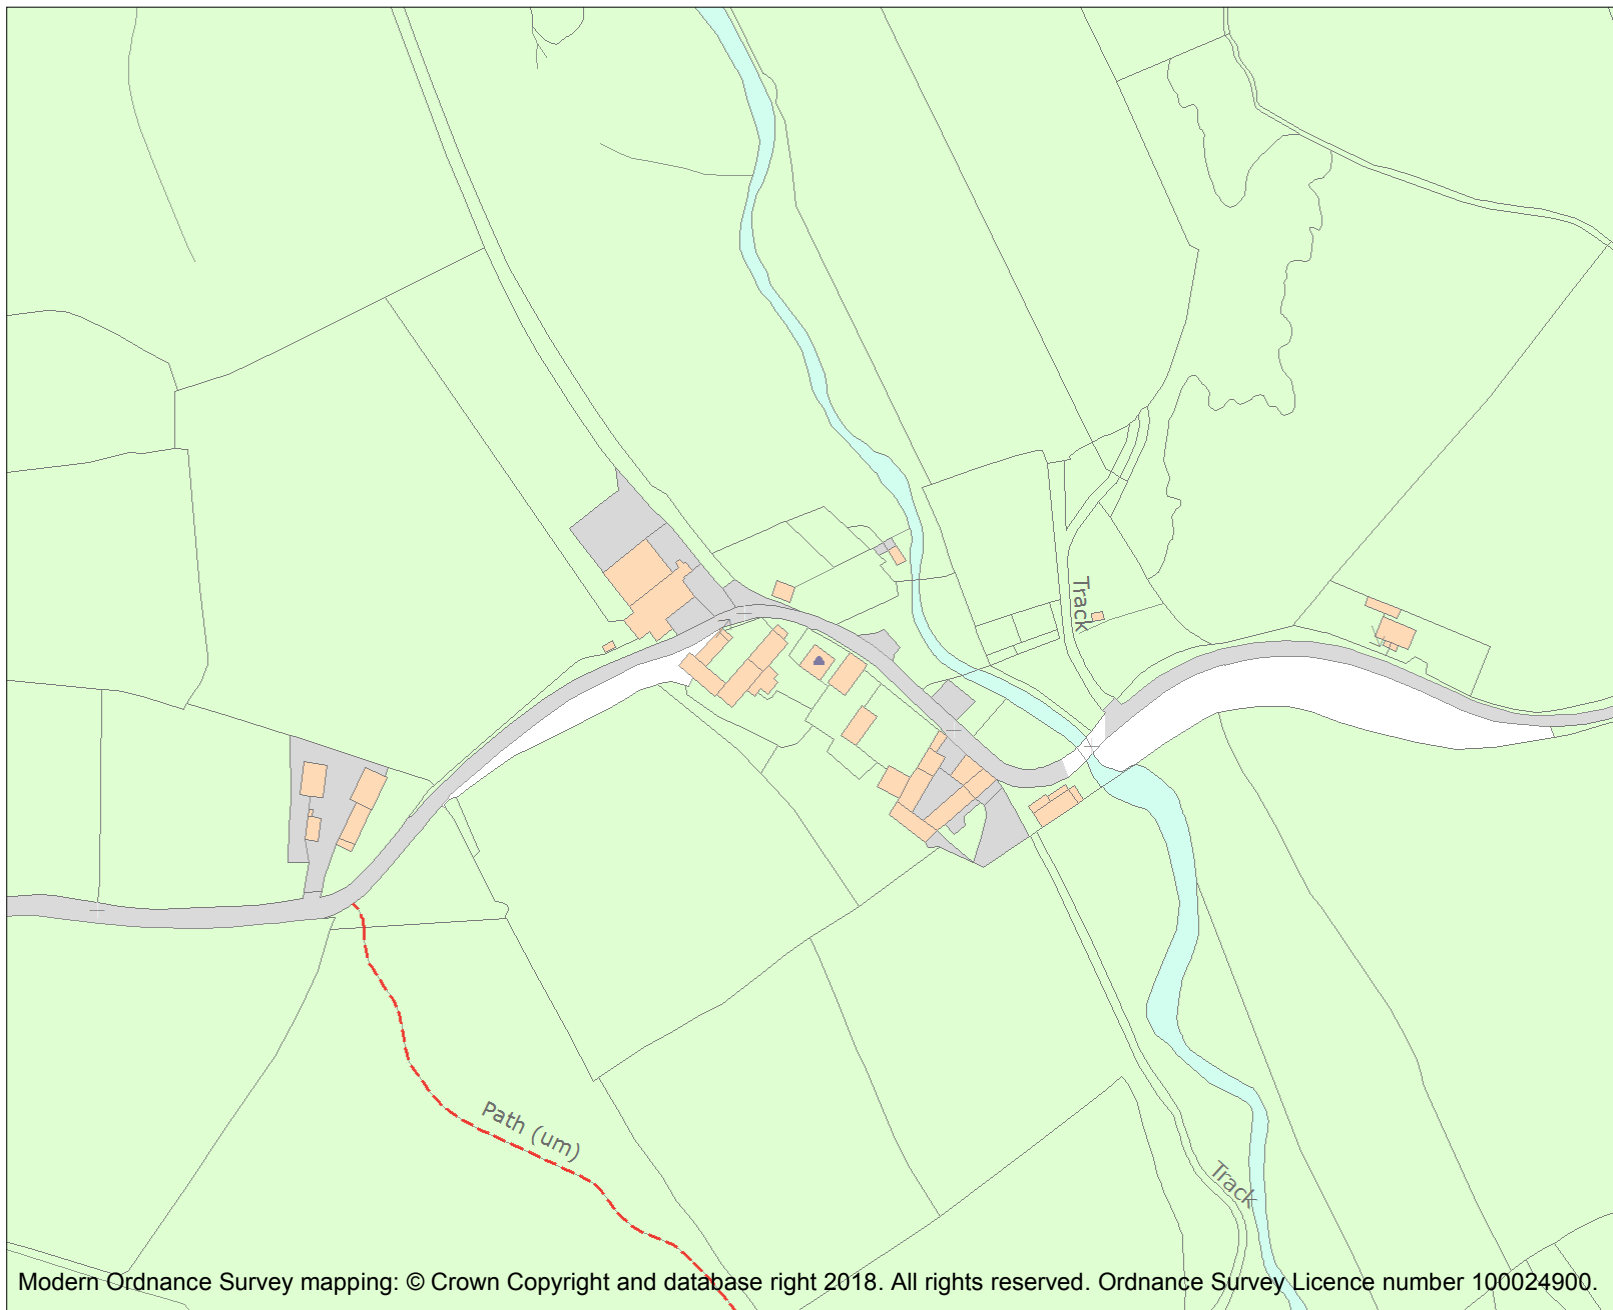 Track
Path (um)
Track
Modern Ordnance Survey mapping: © Crown Copyright and database right 2018. All rights reserved. Ordnance Survey Licence number 100024900.